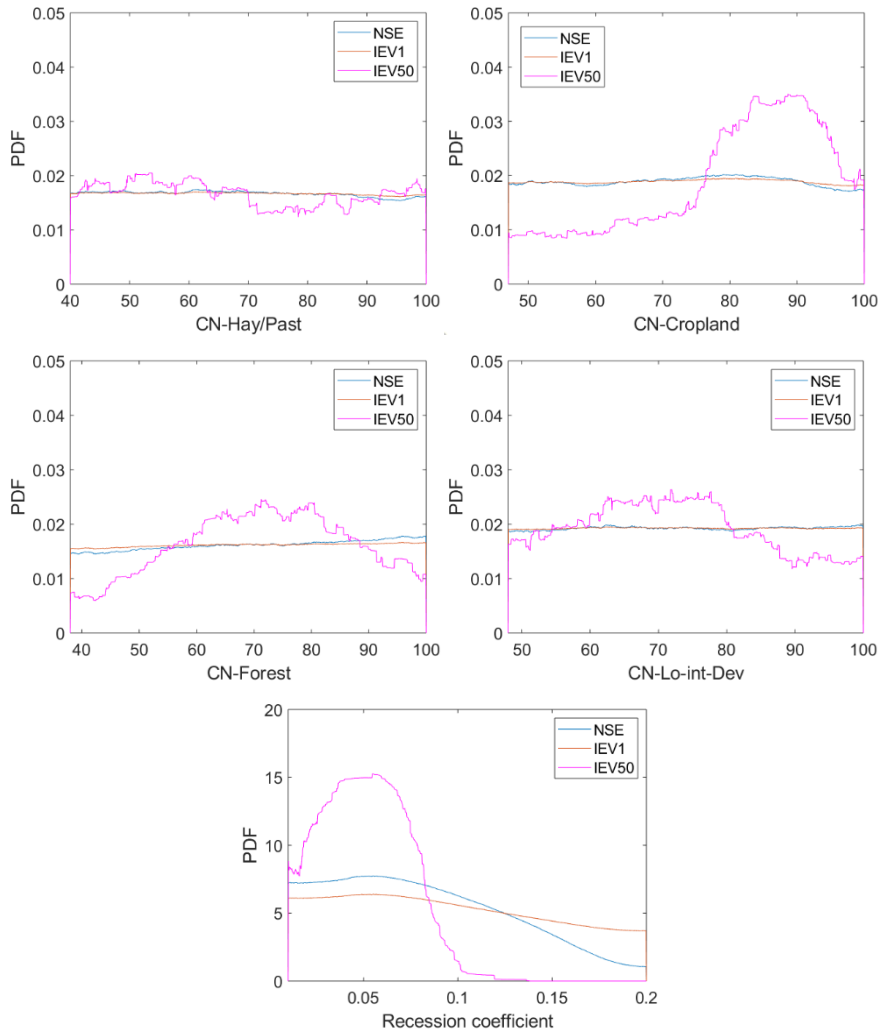 0.05
0.04
0.03
0.02
0.01
0
PDF
NSE
IEV1
IEV50
40 50 60 70 80 90 100
CN-Hay/Past
0.05
0.04
0.03
0.02
0.01
0
PDF
NSE
IEV1
IEV50
50 60 70 80 90 100
CN-Cropland
0.05
0.04
0.03
0.02
0.01
0
PDF
NSE
IEV1
IEV50
40 50 60 70 80 90 100
CN-Forest
0.05
0.04
0.03
0.02
0.01
0
PDF
NSE
IEV1
IEV50
50 60 70 80 90 100
CN-Lo-int-Dev
20
15
10
5
0
PDF
NSE
IEV1
IEV50
0.05 0.1 0.15 0.2
Recession coefficient